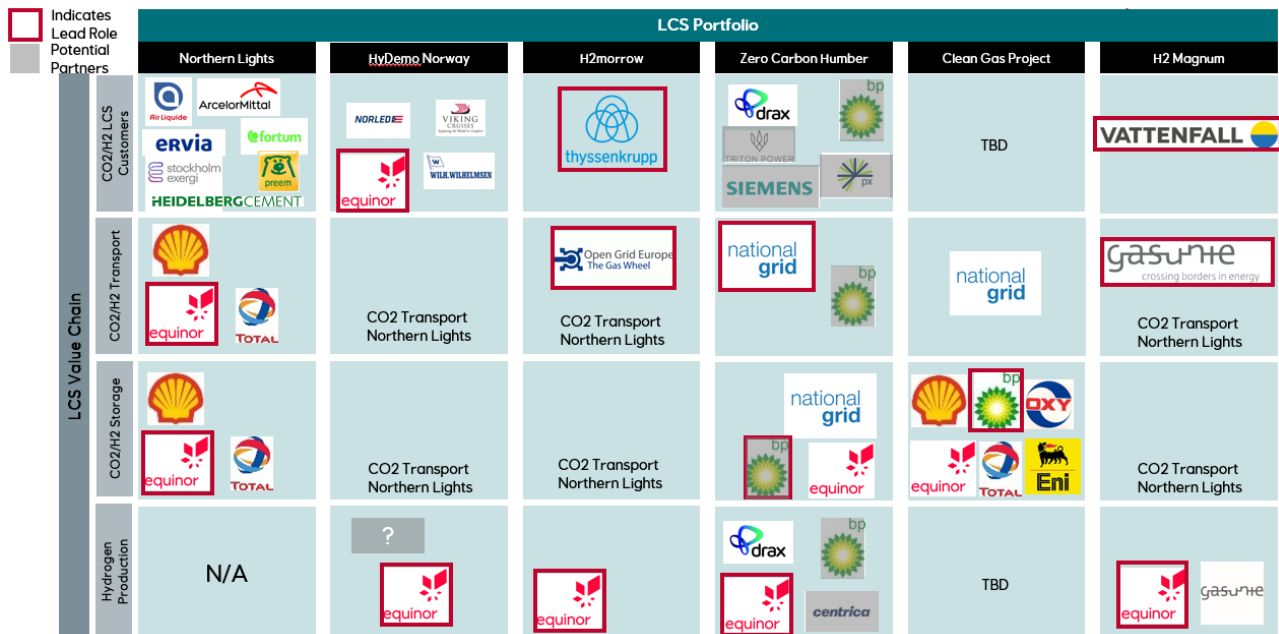 Indicates
Lead Role
Potential
Partners
LCS Portfolio
Northern Lights
HyDemo Norway
H2morrow
Zero Carbon Humber
Clean Gas Project
H2 Magnum
LCS Value Chain
CO2/H2 LCS
Customers
Air Liquide
ArcelorMittal
ervia
fortum
stockholm
exergi
preem
HEIDELBERGCEMENT
NORLED
VIKING
CRUISES
equinor
W
WILH. WILHELMSEN
thyssenkrupp
drax
bp
TRITON POWER
SIEMENS
px
TBD
VATTENFALL
CO2/H2 Transport
equinor
TOTAL
CO2 Transport
Northern Lights
Open Grid Europe
The Gas Wheel
CO2 Transport
Northern Lights
national
grid
bp
national
grid
gasunie
crossing borders in energy
CO2 Transport
Northern Lights
CO2/H2 Storage
equinor
TOTAL
CO2 Transport
Northern Lights
CO2 Transport
Northern Lights
national
grid
bp
equinor
bp
OXY
equinor
TOTAL
Eni
CO2 Transport
Northern Lights
Hydrogen
Production
N/A
?
equinor
equinor
drax
bp
equinor
centrica
TBD
equinor
gasunie